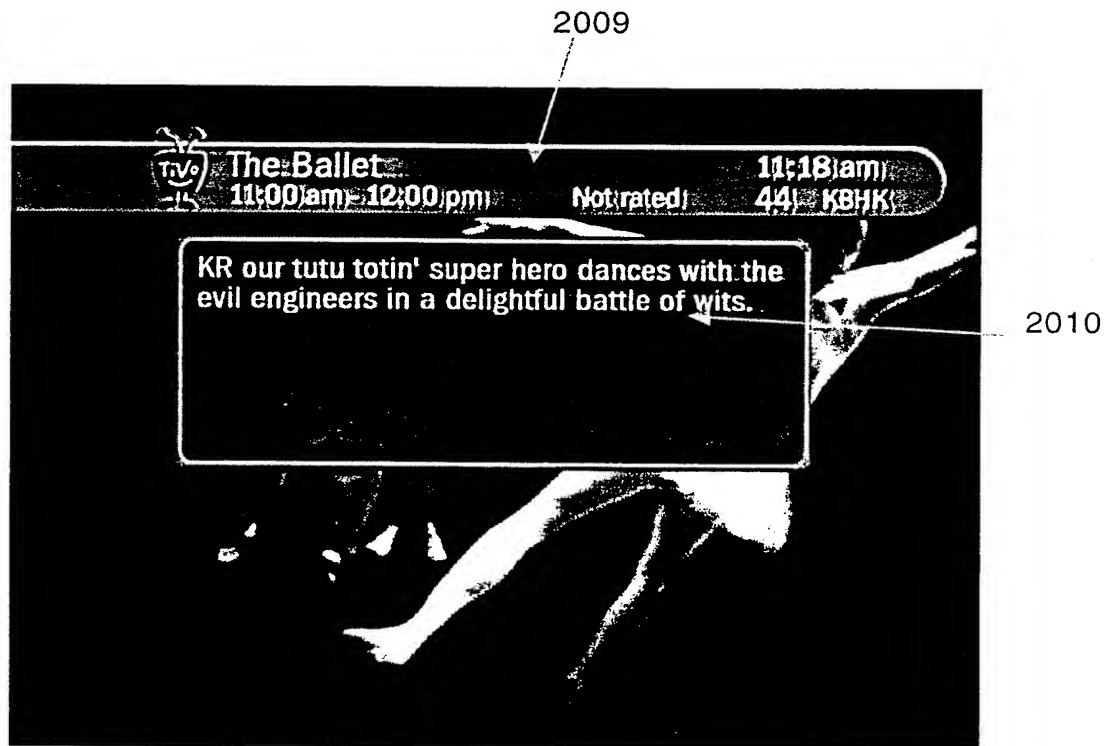 2009
TiVo The Ballet 11:18 am
11:00 am - 12:00 pm Not rated 44 KBHK
KR our tutu totin' super hero dances with the
evil engineers in a delightful battle of wits.
2010